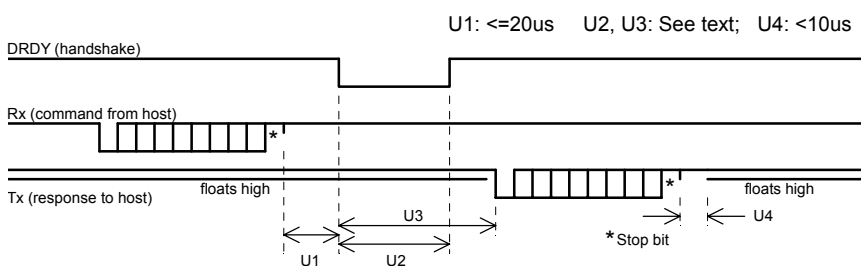 U1: <=20us U2, U3: See text; U4: <10us
DRDY (handshake)
Rx (command from host)
*
Tx (response to host)
floats high
*
floats high
U3
U4
*Stop bit
U1
U2